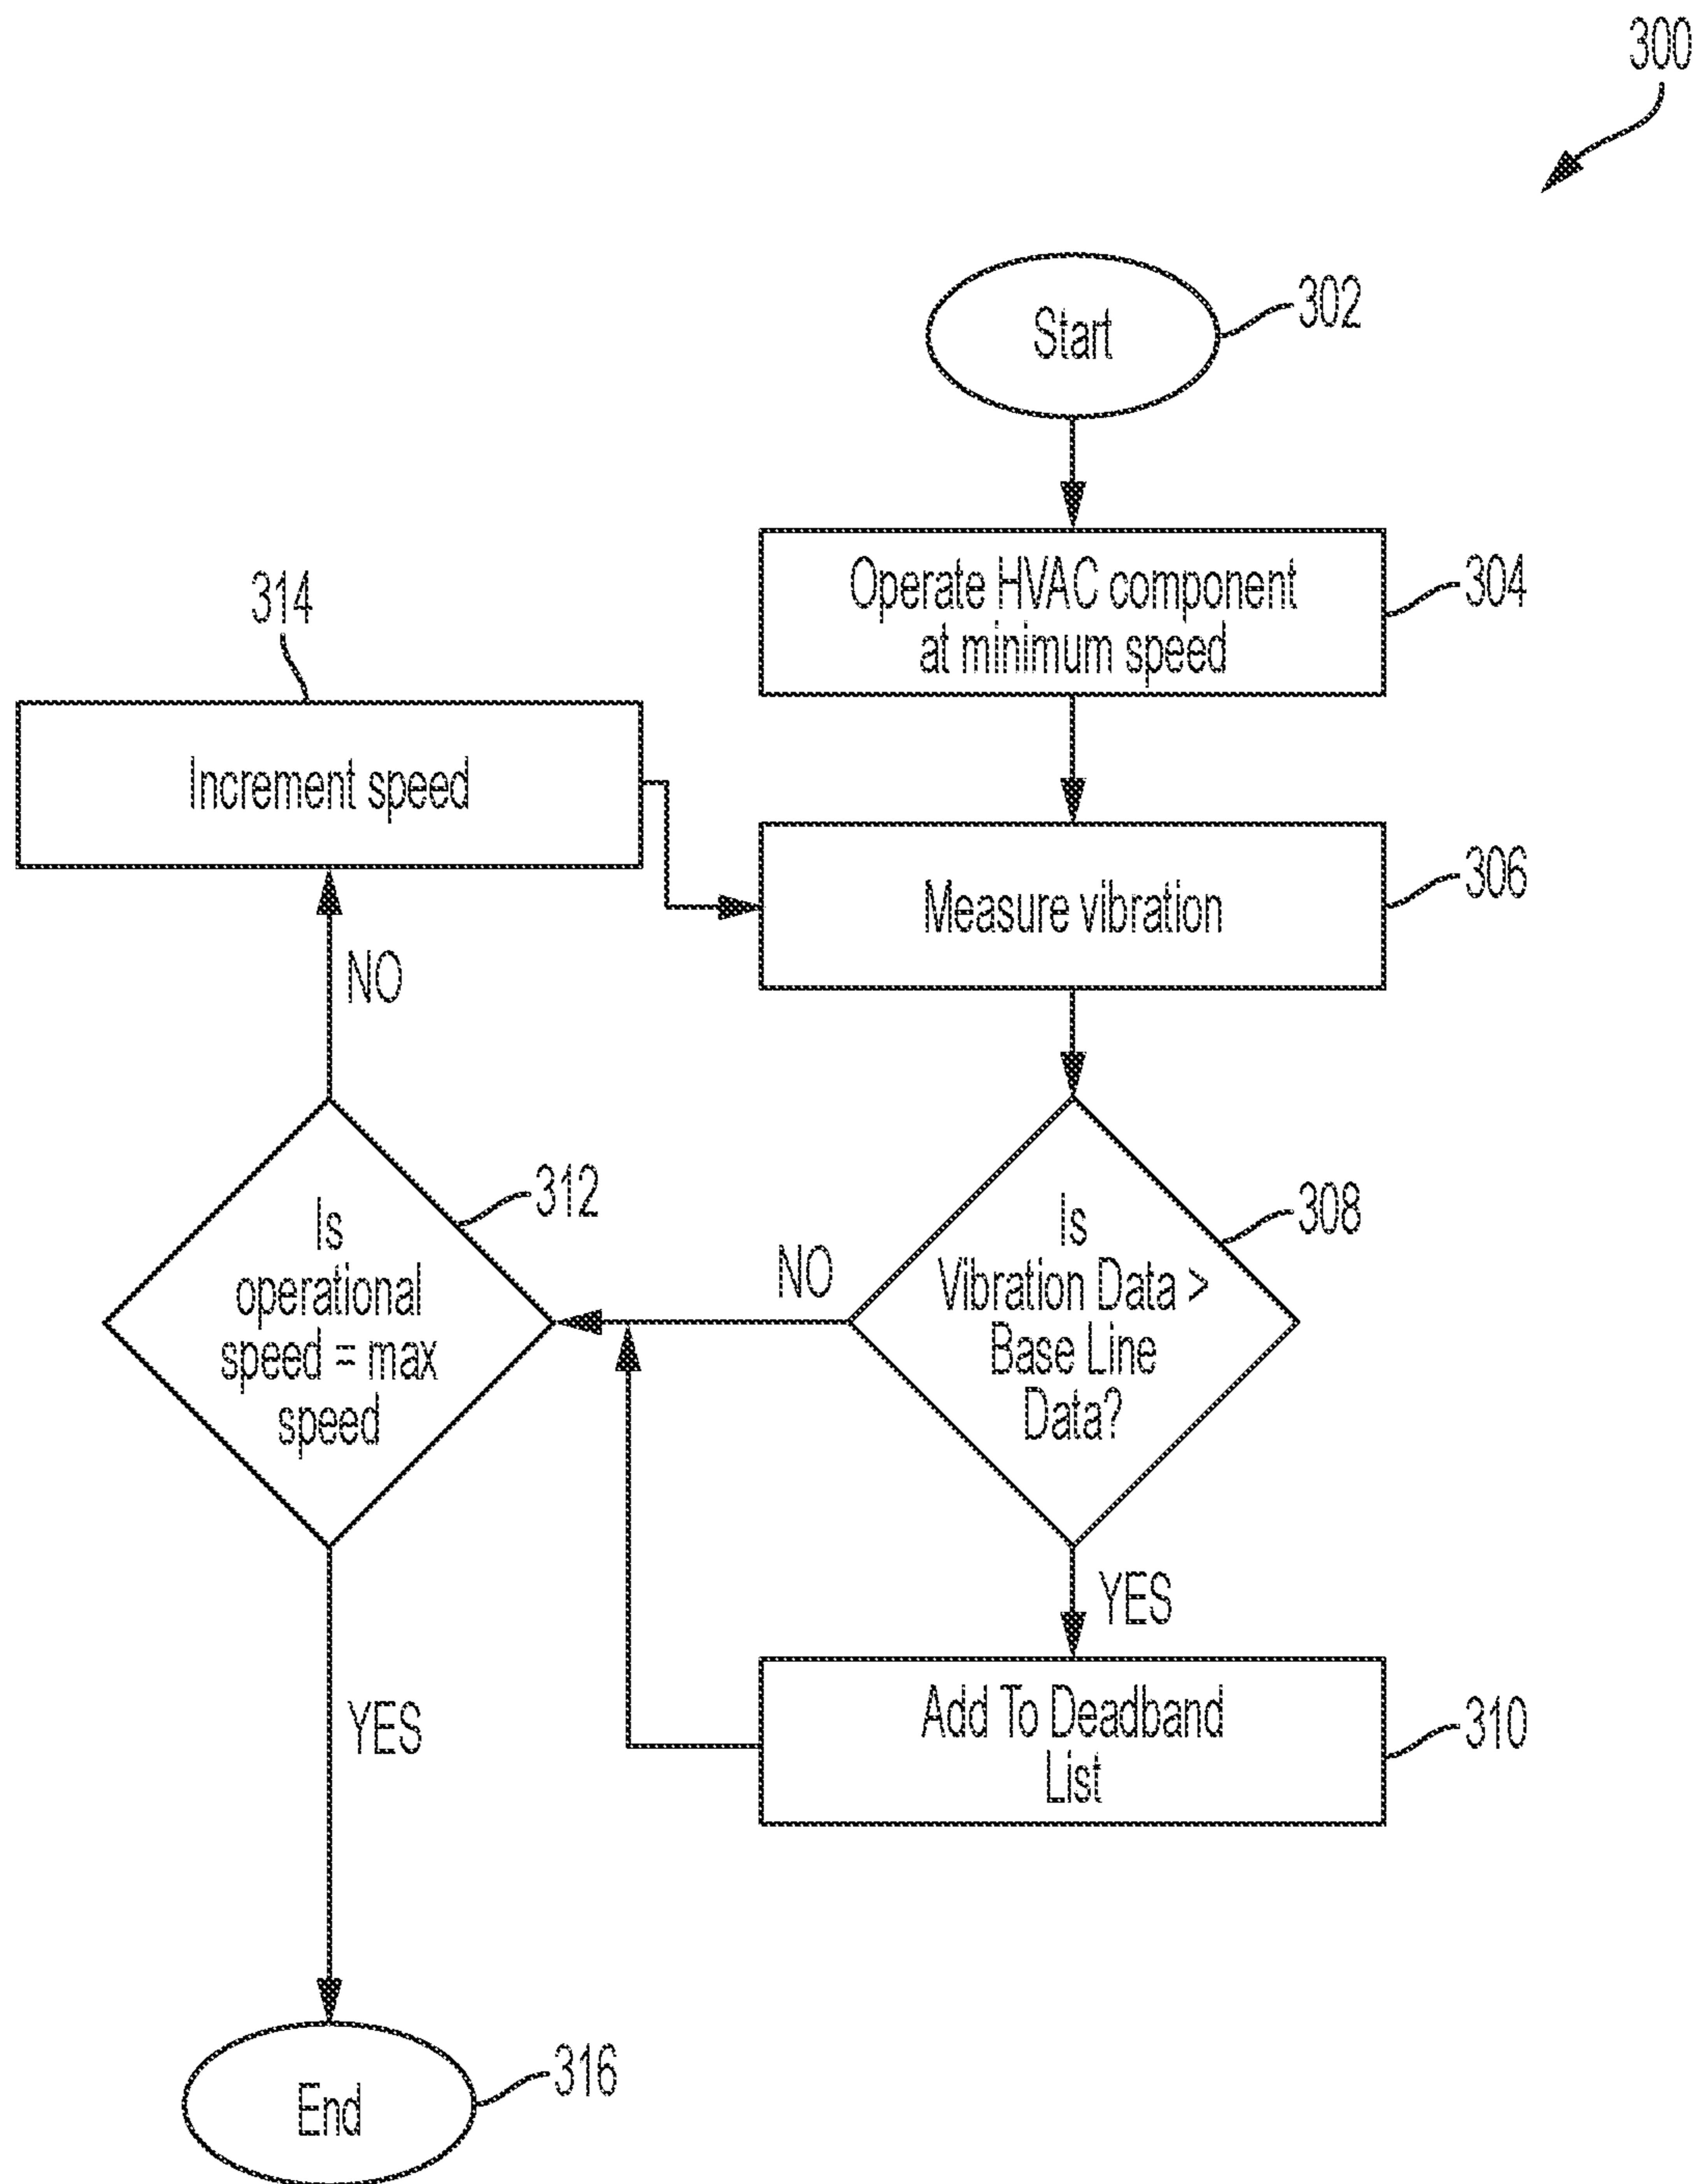 300
Start
302
Operate HVAC component
at minimum speed
304
314
Increment speed
Measure vibration
306
NO
Is
operational
speed = max
speed
312
NO
Is
Vibration Data >
Base Line
Data?
308
YES
YES
Add To Deadband
List
310
End
316